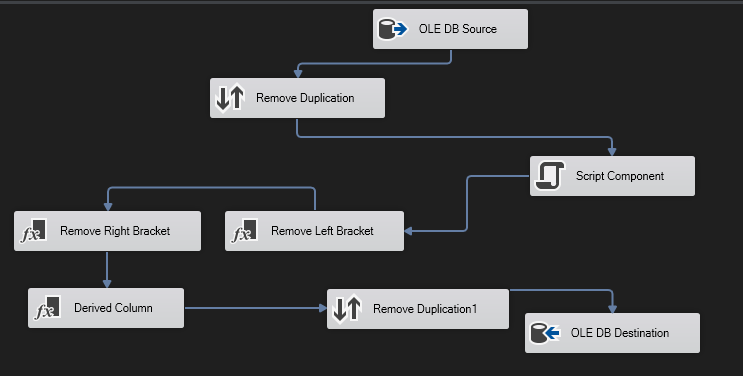 OLE DB Source
Remove Duplication
Script Component
Remove Left Bracket
Remove Right Bracket
Derived Column
Remove Duplication1
OLE DB Destination